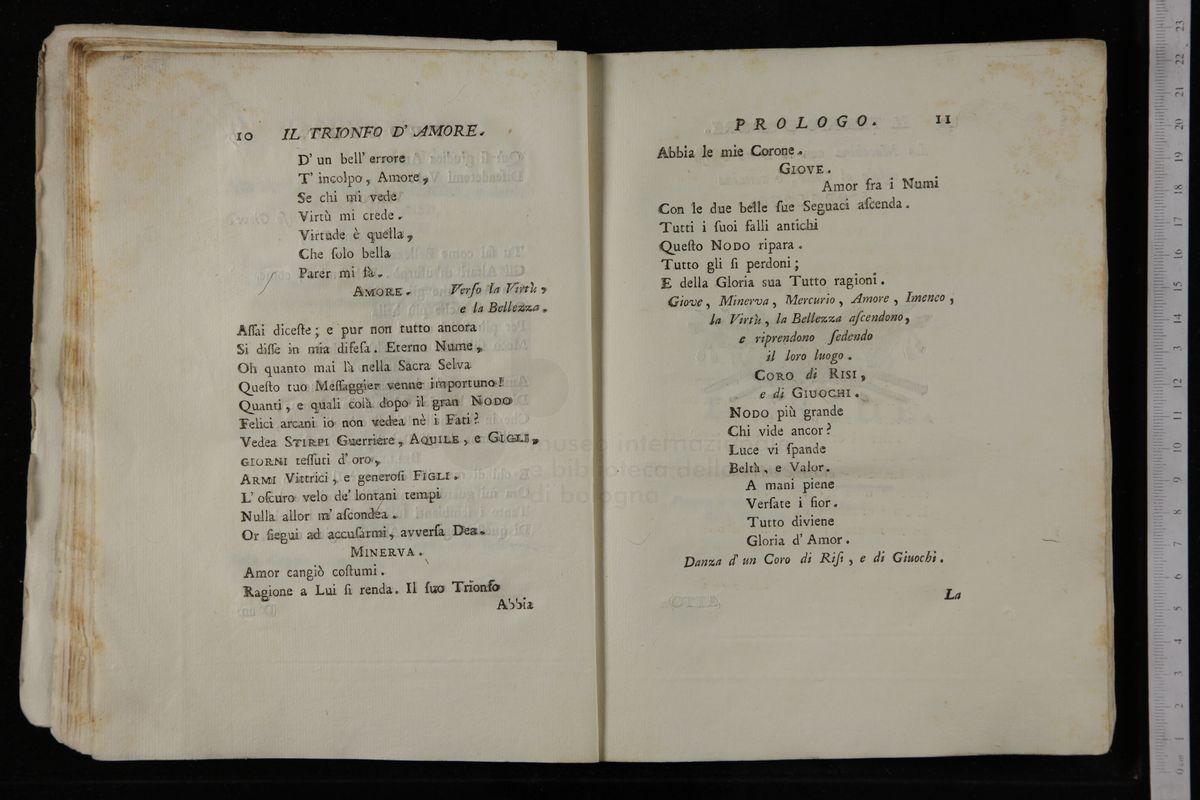 10 IL TRIONFO D' AMORE.
D' un bell' errore
T' incolpo, Amore,
Se chi mi vede
Virtù mi crede.
Virtude è quella,
Che ſolo bella
Parer mi fà.
AMORE. Verſo la Virtù,
e la Bellezza.
Aſſai diceſte; e pur non tutto ancora
Si diſſe in mia difeſa. Eterno Nume,
Oh quanto mai là nella Sacra Selva
Queſto tuo Meſſaggier venne importuno!
Quanti, e quali colà dopo il gran NODO
Felici arcani io non vedea nè i Fati?
Vedea STIRPI Guerriere, AQUILE, e GIGLI,
GIORNI teſſuti d' oro,
ARMI Vittrici, e generoſi FIGLI.
L' oſcuro velo de' lontani tempi
Nulla allor m' aſcondea.
Or ſiegui ad accuſarmi, avverſa Dea.
MINERVA.
Amor cangiò coſtumi.
Ragione a Lui ſi renda. Il ſuo Trionfo
Abbia
PROLOGO. 11
Abbia le mie Corone.
GIOVE.
Amor fra i Numi
Con le due belle ſue Seguaci aſcenda.
Tutti i ſuoi falli antichi
Queſto NODO ripara.
Tutto gli ſi perdoni;
E della Gloria sua Tutto ragioni.
Giove, Minerva, Mercurio, Amore, Imeneo,
la Virtù, la Bellezza aſcendono,
e riprendono ſedendo
il loro luogo.
CORO di RISI,
e di GIUOCHI.
NODO più grande
Chi vide ancor?
Luce vi ſpande
Beltà, e Valor.
A mani piene
Verſate i fior.
Tutto diviene
Gloria d' Amor.
Danza d' un Coro di Riſi, e di Giuochi.
La
museo internazionale
e biblioteca della
di bologna